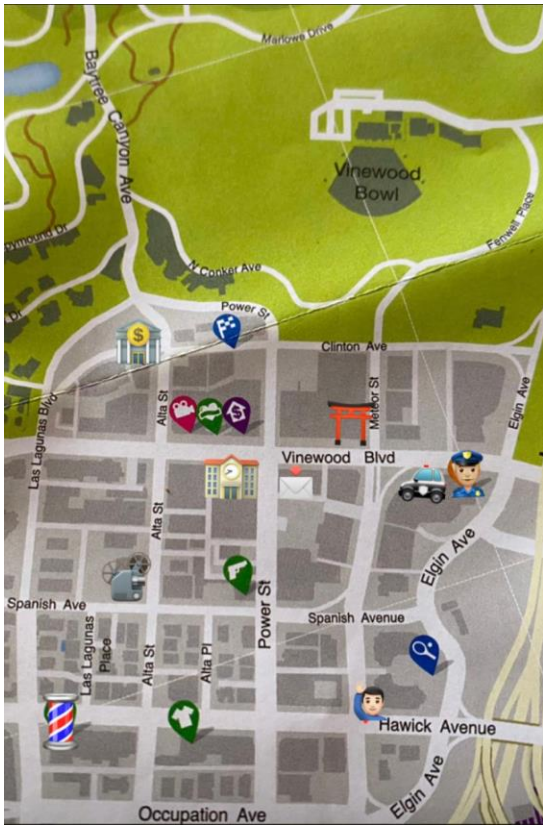 Marlowe Drive
Baytree Canyon Ave
Vinewood
Bowl
Fenwell Place
N Conker Ave
Dr
Power St
Clinton Ave
Alta St
Meteor St
Elgin Ave
Las Lagunas Blvd
Vinewood Blvd
Alta St
Elgin Ave
Spanish Ave
Power St
Spanish Avenue
Las Lagunas
Place
Alta St
Alta Pl
Hawick Avenue
Elgin Ave
Occupation Ave